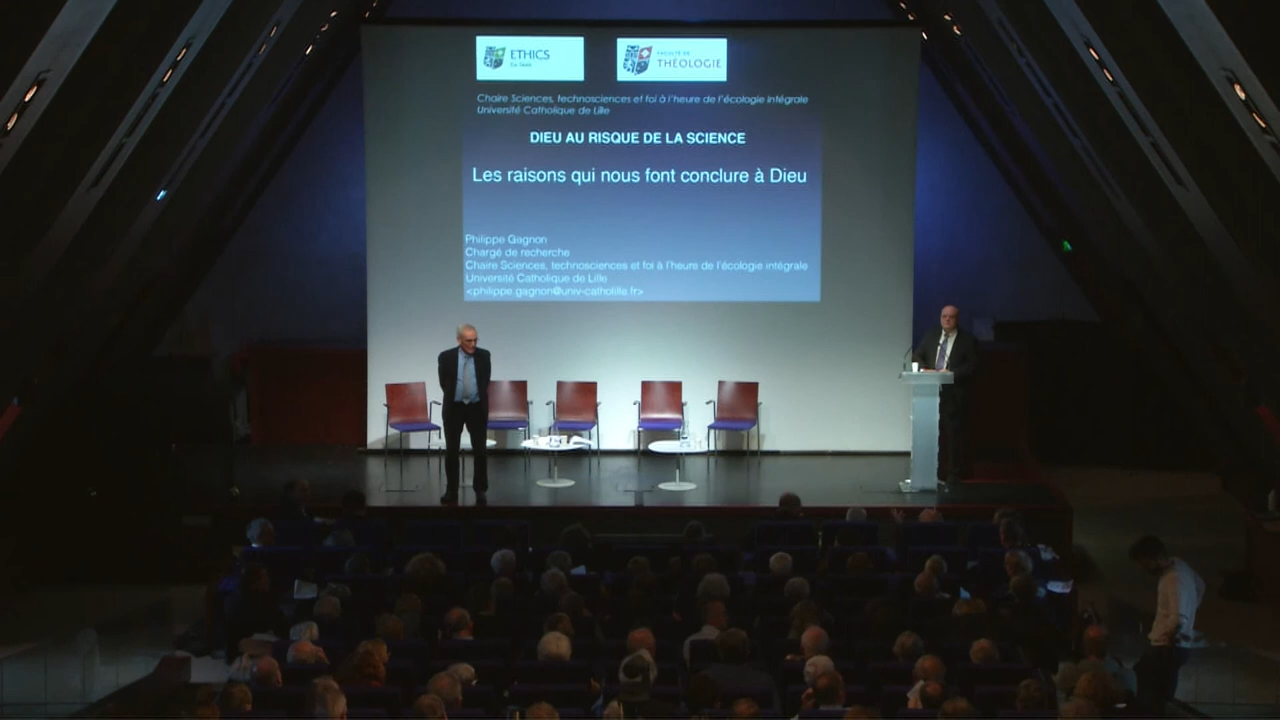 ETHICS
EA 7446
FACULTÉ DE
THÉOLOGIE
Chaire Sciences, technosciences et foi à l'heure de l'écologie intégrale
Université Catholique de Lille
DIEU AU RISQUE DE LA SCIENCE
Les raisons qui nous font conclure à Dieu
Philippe Gagnon
Chargé de recherche
Chaire Sciences, technosciences et foi à l'heure de l'écologie intégrale
Université Catholique de Lille
<philippe.gagnon@univ-catholille.fr>